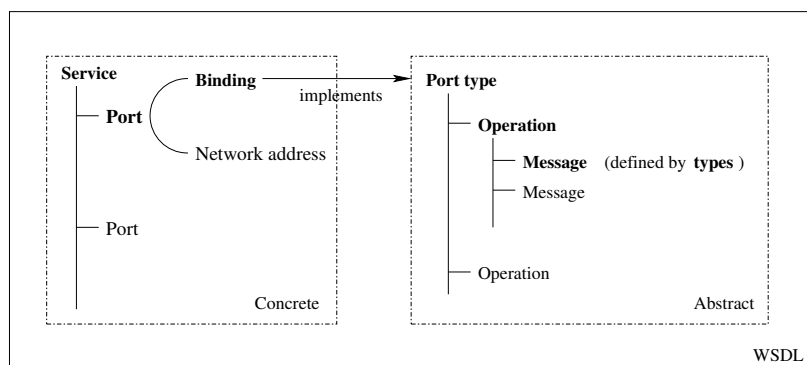 Service
Port
Binding
Network address
Port
Concrete
implements
Port type
Operation
Message (defined by types )
Message
Operation
Abstract
WSDL